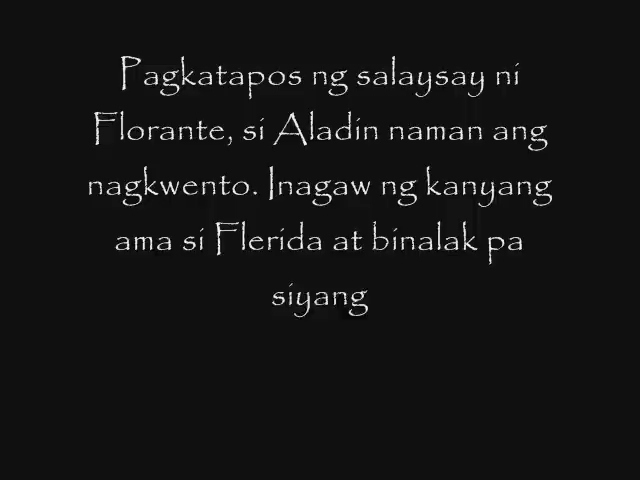 Pagkatapos ng salaysay ni
Florante, si Aladin naman ang
nagkwento. Inagaw ng kanyang
ama si Flerida at binalak pa
siyang